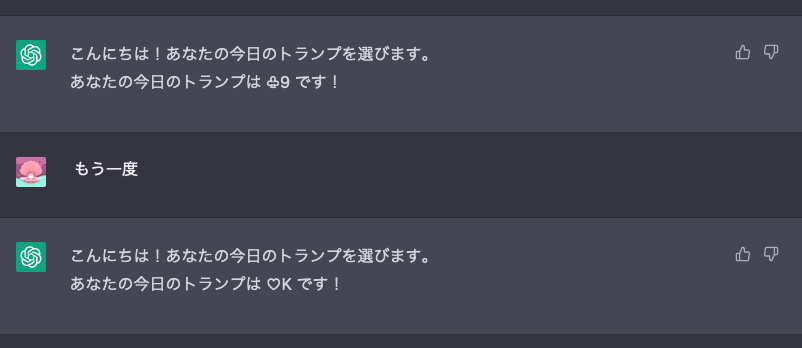 こんにちは！あなたの今日のトランプを選びます。
あなたの今日のトランプは ♧9 です！
もう一度
こんにちは！あなたの今日のトランプを選びます。
あなたの今日のトランプは ♡K です！